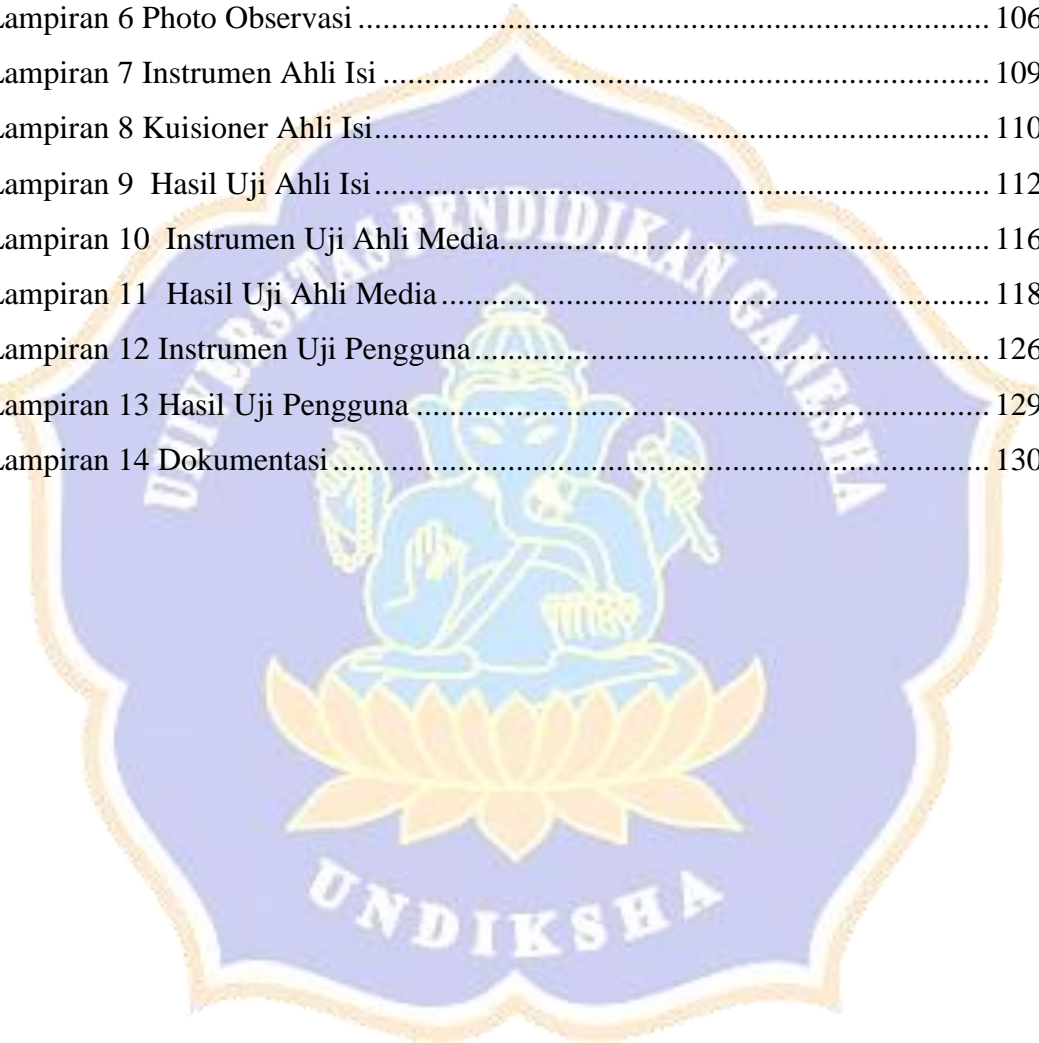 Lampiran 6 Photo Observasi ........................................................................ 106
Lampiran 7 Instrumen Ahli Isi ..................................................................... 109
Lampiran 8 Kuisioner Ahli Isi ...................................................................... 110
Lampiran 9  Hasil Uji Ahli Isi ...................................................................... 112
Lampiran 10  Instrumen Uji Ahli Media ....................................................... 116
Lampiran 11  Hasil Uji Ahli Media .............................................................. 118
Lampiran 12 Instrumen Uji Pengguna .......................................................... 126
Lampiran 13 Hasil Uji Pengguna ................................................................. 129
Lampiran 14 Dokumentasi ........................................................................... 130
UNIVERSITAS PENDIDIKAN GANESHA
UNDIKSHA